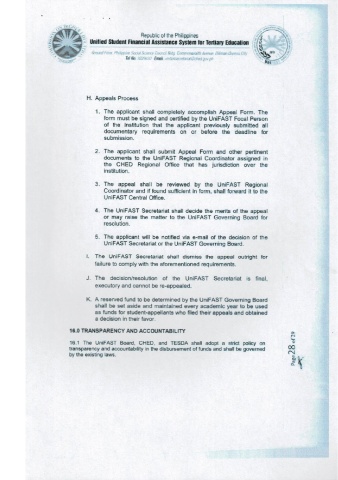 Republic of the Philippines
Unified Student Financial Assistance System for Tertiary Education
H. Appeals Process
1. The applicant shall completely accomplish Appeal Form. The
form must be signed and certified by the UniFAST Focal Person
of the institution that the applicant previously submitted all
documentary requirements on or before the deadline for
submission.
2. The applicant shall submit Appeal Form and other pertinent
documents to the UniFAST Regional Coordinator assigned in
the CHED Regional Office that has jurisdiction over the
institution.
3. The appeal shall be reviewed by the UniFAST Regional
Coordinator and if found sufficient in form, shall forward it to the
UniFAST Central Office.
4. The UniFAST Secretariat shall decide the merits of the appeal
or may raise the matter to the UniFAST Governing Board for
resolution.
5. The applicant will be notified via e-mail of the decision of the
UniFAST Secretariat or the UniFAST Governing Board.
I. The UniFAST Secretariat shall dismiss the appeal outright for
failure to comply with the aforementioned requirements.
J. The decision/resolution of the UniFAST Secretariat is final,
executory and cannot be re-appealed.
K. A reserved fund to be determined by the UniFAST Governing Board
shall be set aside and maintained every academic year to be used
as funds for student-appellants who filed their appeals and obtained
a decision in their favor.
16.0 TRANSPARENCY AND ACCOUNTABILITY
16.1 The UniFAST Board, CHED, and TESDA shall adopt a strict policy on
transparency and accountability in the disbursement of funds and shall be governed
by the existing laws.
Page 28 of 29